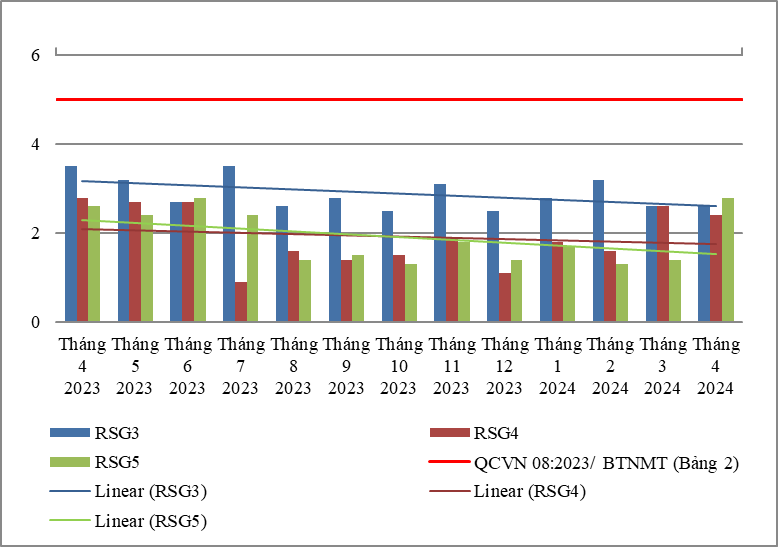 6
4
2
0
Tháng Tháng Tháng Tháng Tháng Tháng Tháng Tháng Tháng Tháng Tháng Tháng Tháng
4 5 6 7 8 9 10 11 12 1 2 3 4
2023 2023 2023 2023 2023 2023 2023 2023 2023 2024 2024 2024 2024
RSG3 RSG4
RSG5 QCVN 08:2023/ BTNMT (Bảng 2)
Linear (RSG3) Linear (RSG4)
Linear (RSG5)